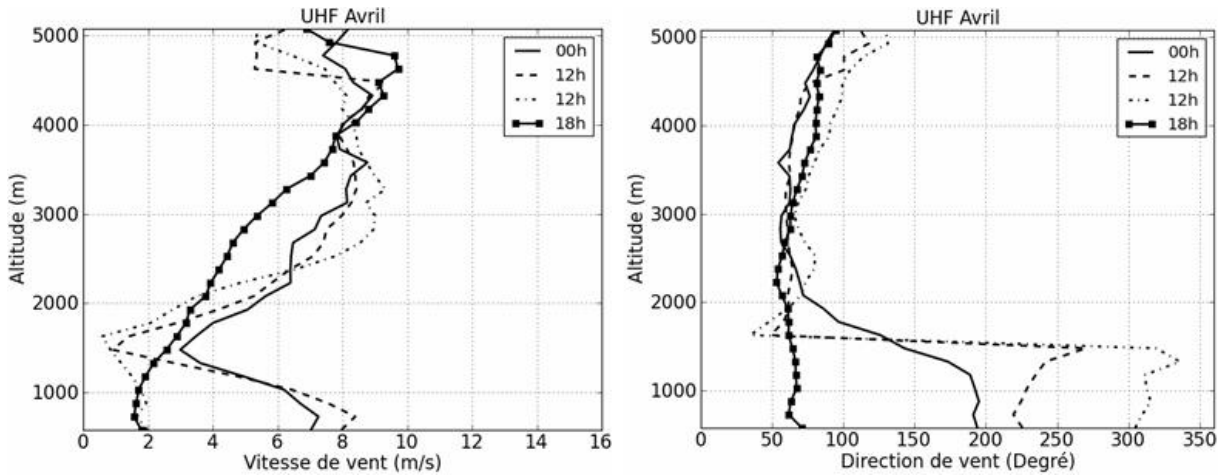 UHF Avril
5000
4000
3000
2000
1000
Altitude (m)
0 2 4 6 8 10 12 14 16
Vitesse de vent (m/s)
00h
12h
12h
18h
UHF Avril
5000
4000
3000
2000
1000
Altitude (m)
0 50 100 150 200 250 300 350
Direction de vent (Degré)
00h
12h
12h
18h